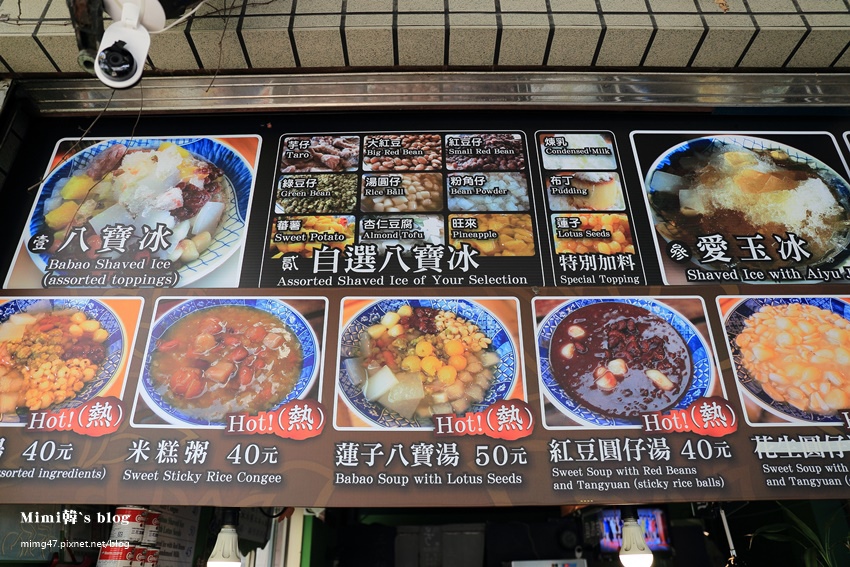 壹 八寶冰
Babao Shaved Ice
(assorted toppings)
芋仔
Taro
大紅豆
Big Red Bean
紅豆仔
Small Red Bean
綠豆仔
Green Bean
湯圓仔
Rice Ball
粉角仔
Bean Powder
番薯
Sweet Potato
杏仁豆腐
Almond Tofu
旺來
Pineapple
貳 自選八寶冰
Assorted Shaved Ice of Your Selection
煉乳
Condensed Milk
布丁
Pudding
蓮子
Lotus Seeds
特別加料
Special Topping
參 愛玉冰
Shaved Ice with Aiyu J
Hot! (熱)
湯 40元
sorted ingredients)
Hot! (熱)
米糕粥 40元
Sweet Sticky Rice Congee
Hot! (熱)
蓮子八寶湯 50元
Babao Soup with Lotus Seeds
Hot! (熱)
紅豆圓仔湯 40元
Sweet Soup with Red Beans
and Tangyuan (sticky rice balls)
Hot!
花生圓仔
Sweet Soup with
and Tangyuan
Mimi韓`s blog
mimg47.pixnet.net/blog